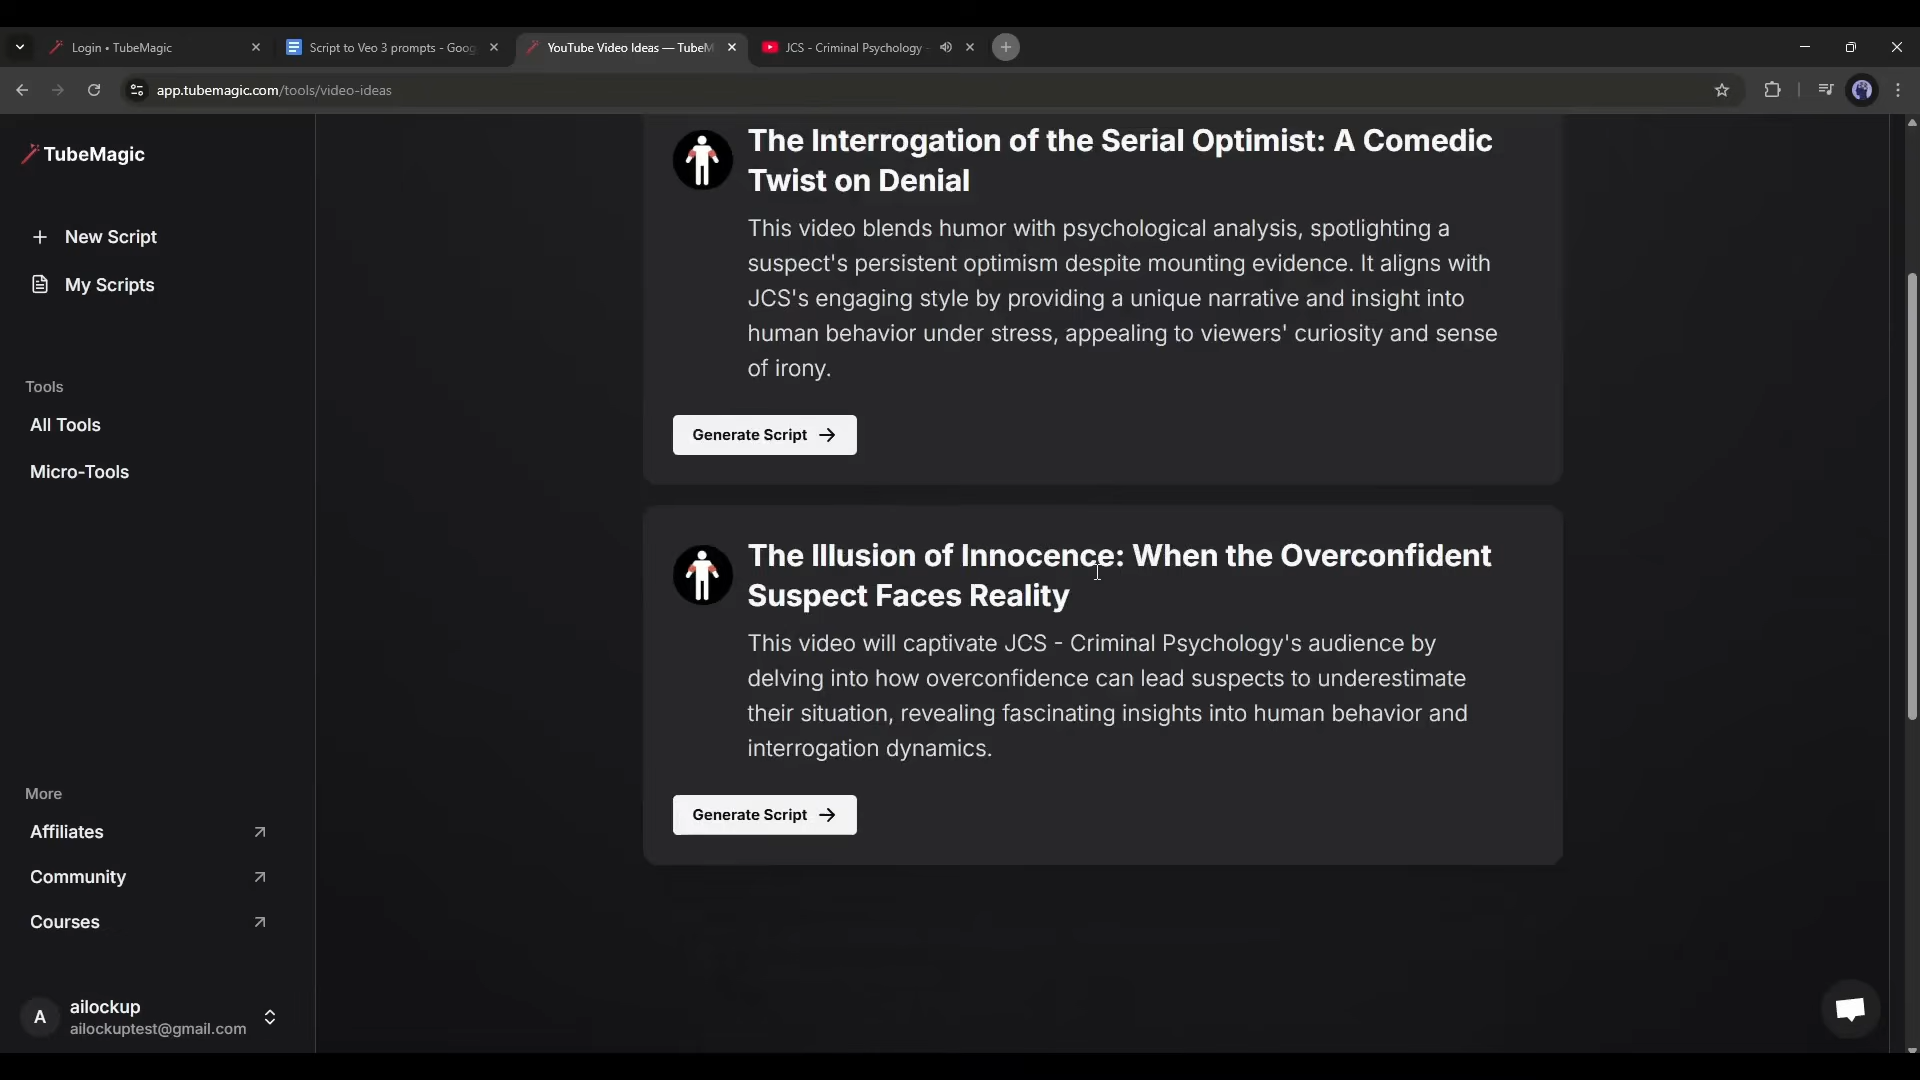 Login • TubeMagic
Script to Veo 3 prompts - Goog
YouTube Video Ideas — TubeM
JCS - Criminal Psychology -
app.tubemagic.com/tools/video-ideas
TubeMagic
New Script
My Scripts
Tools
All Tools
Micro-Tools
More
Affiliates
Community
Courses
A
ailockup
ailockuptest@gmail.com
The Interrogation of the Serial Optimist: A Comedic
Twist on Denial
This video blends humor with psychological analysis, spotlighting a
suspect's persistent optimism despite mounting evidence. It aligns with
JCS's engaging style by providing a unique narrative and insight into
human behavior under stress, appealing to viewers' curiosity and sense
of irony.
Generate Script
The Illusion of Innocence: When the Overconfident
Suspect Faces Reality
This video will captivate JCS - Criminal Psychology's audience by
delving into how overconfidence can lead suspects to underestimate
their situation, revealing fascinating insights into human behavior and
interrogation dynamics.
Generate Script